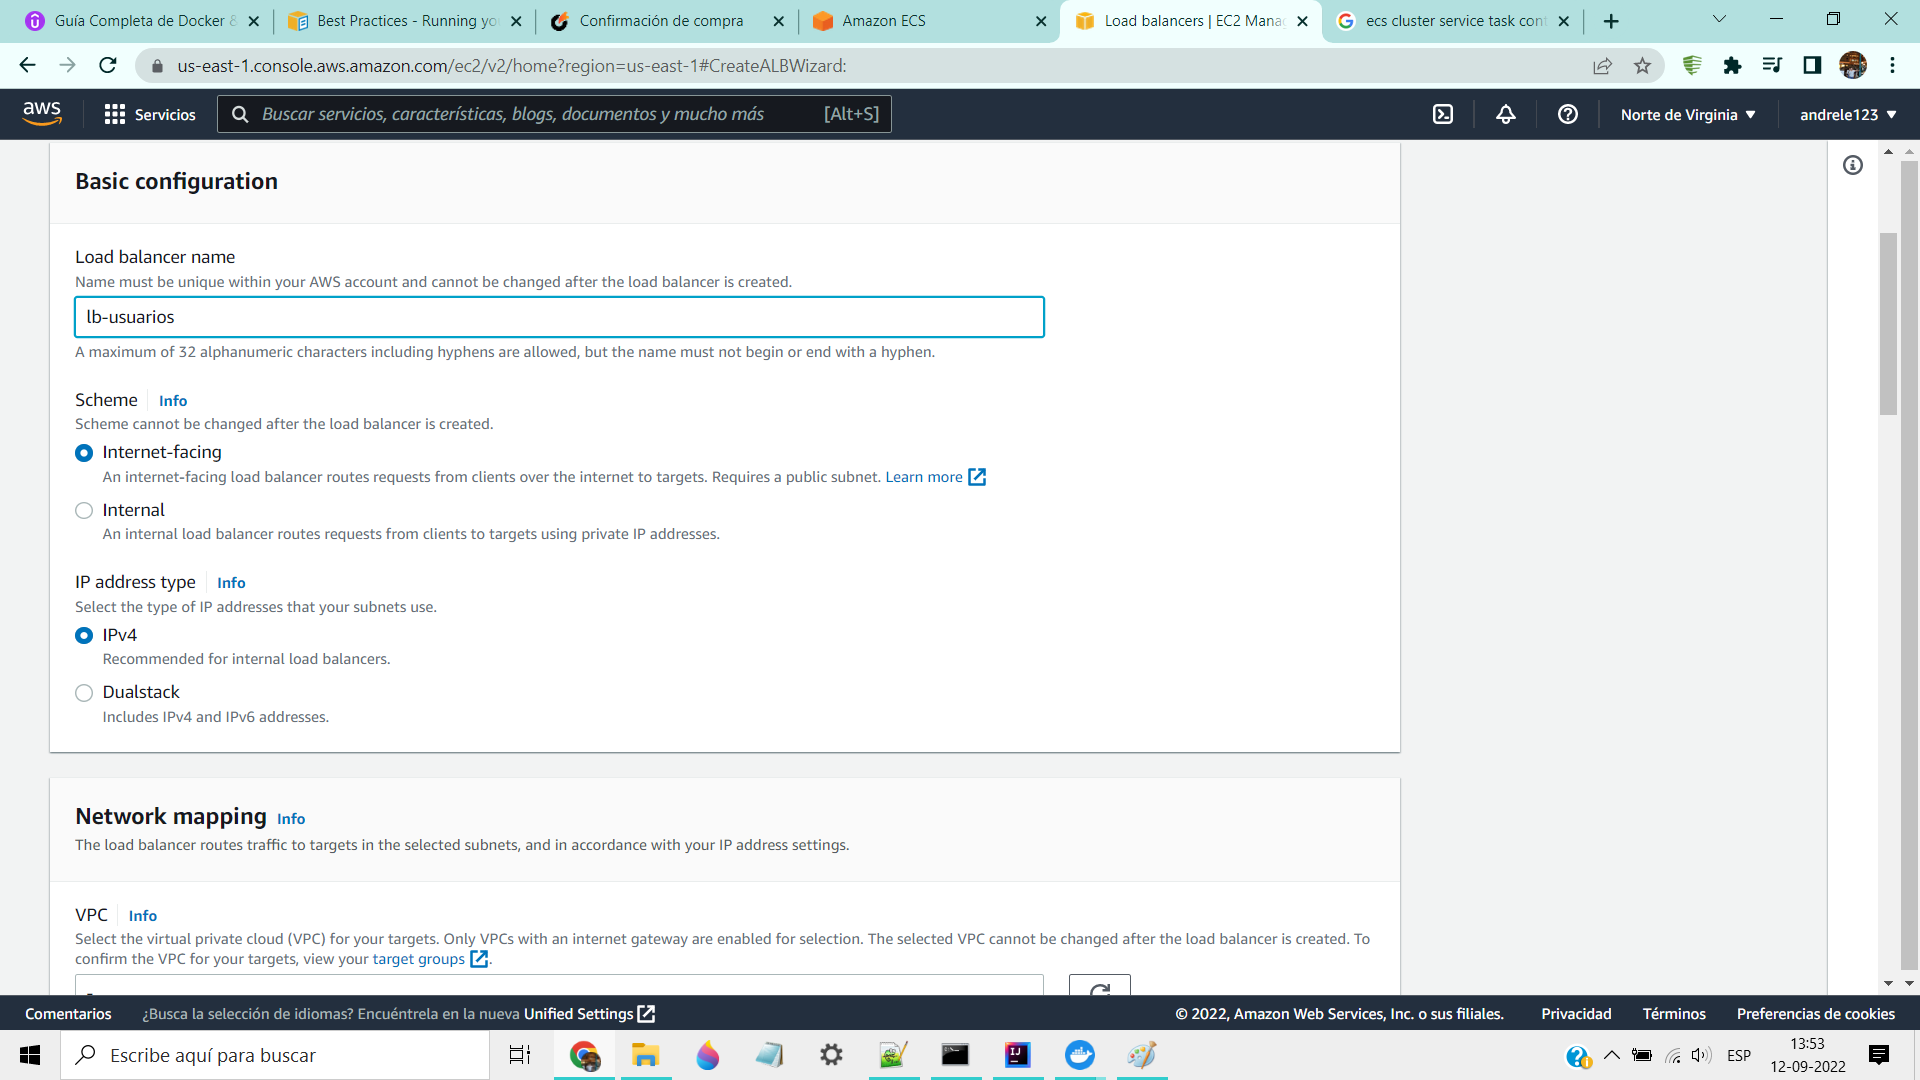 Guía Completa de Docker &
Best Practices - Running yo
Confirmación de compra
Amazon ECS
Load balancers | EC2 Mana
ecs cluster service task cont
us-east-1.console.aws.amazon.com/ec2/v2/home?region=us-east-1#CreateALBWizard:
aws
Servicios
Buscar servicios, características, blogs, documentos y mucho más
[Alt+S]
Norte de Virginia
andrele123
Basic configuration
Load balancer name
Name must be unique within your AWS account and cannot be changed after the load balancer is created.
lb-usuarios
A maximum of 32 alphanumeric characters including hyphens are allowed, but the name must not begin or end with a hyphen.
Scheme Info
Scheme cannot be changed after the load balancer is created.
Internet-facing
An internet-facing load balancer routes requests from clients over the internet to targets. Requires a public subnet. Learn more
Internal
An internal load balancer routes requests from clients to targets using private IP addresses.
IP address type Info
Select the type of IP addresses that your subnets use.
IPv4
Recommended for internal load balancers.
Dualstack
Includes IPv4 and IPv6 addresses.
Network mapping Info
The load balancer routes traffic to targets in the selected subnets, and in accordance with your IP address settings.
VPC Info
Select the virtual private cloud (VPC) for your targets. Only VPCs with an internet gateway are enabled for selection. The selected VPC cannot be changed after the load balancer is created. To
confirm the VPC for your targets, view your target groups.
Comentarios
¿Busca la selección de idiomas? Encuéntrela en la nueva Unified Settings
© 2022, Amazon Web Services, Inc. o sus filiales.
Privacidad
Términos
Preferencias de cookies
Escribe aquí para buscar
ESP
13:53
12-09-2022